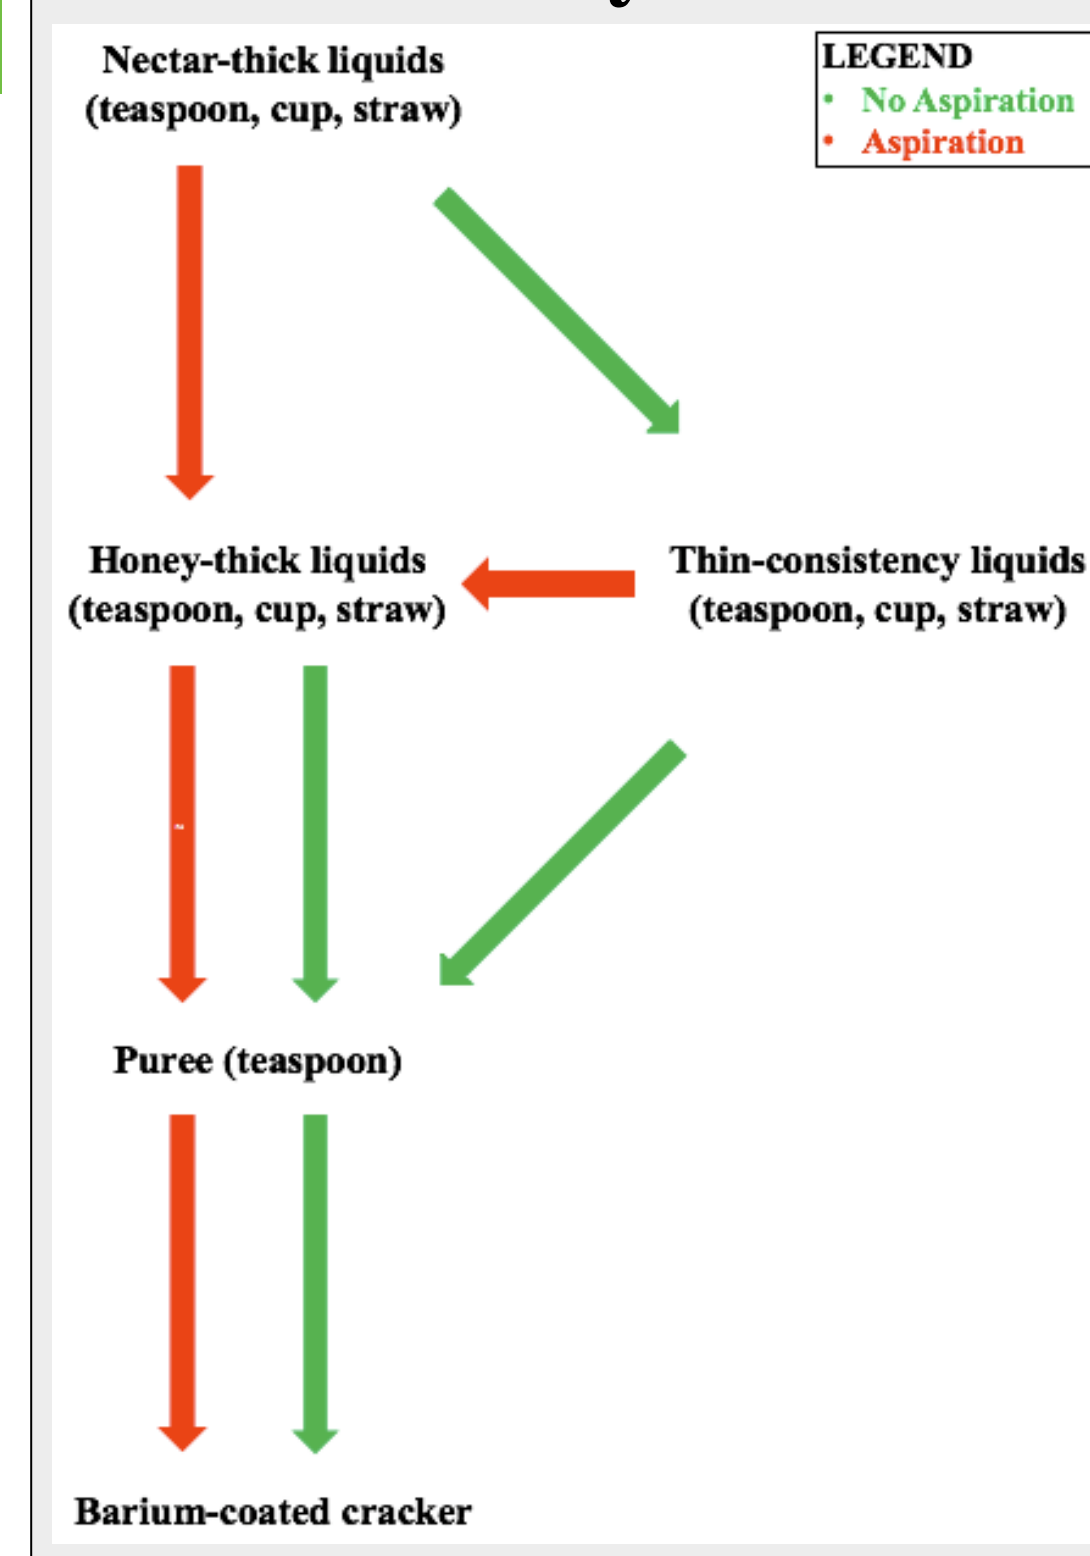 Nectar-thick liquids
(teaspoon, cup, straw)
LEGEND
• No Aspiration
• Aspiration
Honey-thick liquids
(teaspoon, cup, straw)
Thin-consistency liquids
(teaspoon, cup, straw)
Puree (teaspoon)
Barium-coated cracker